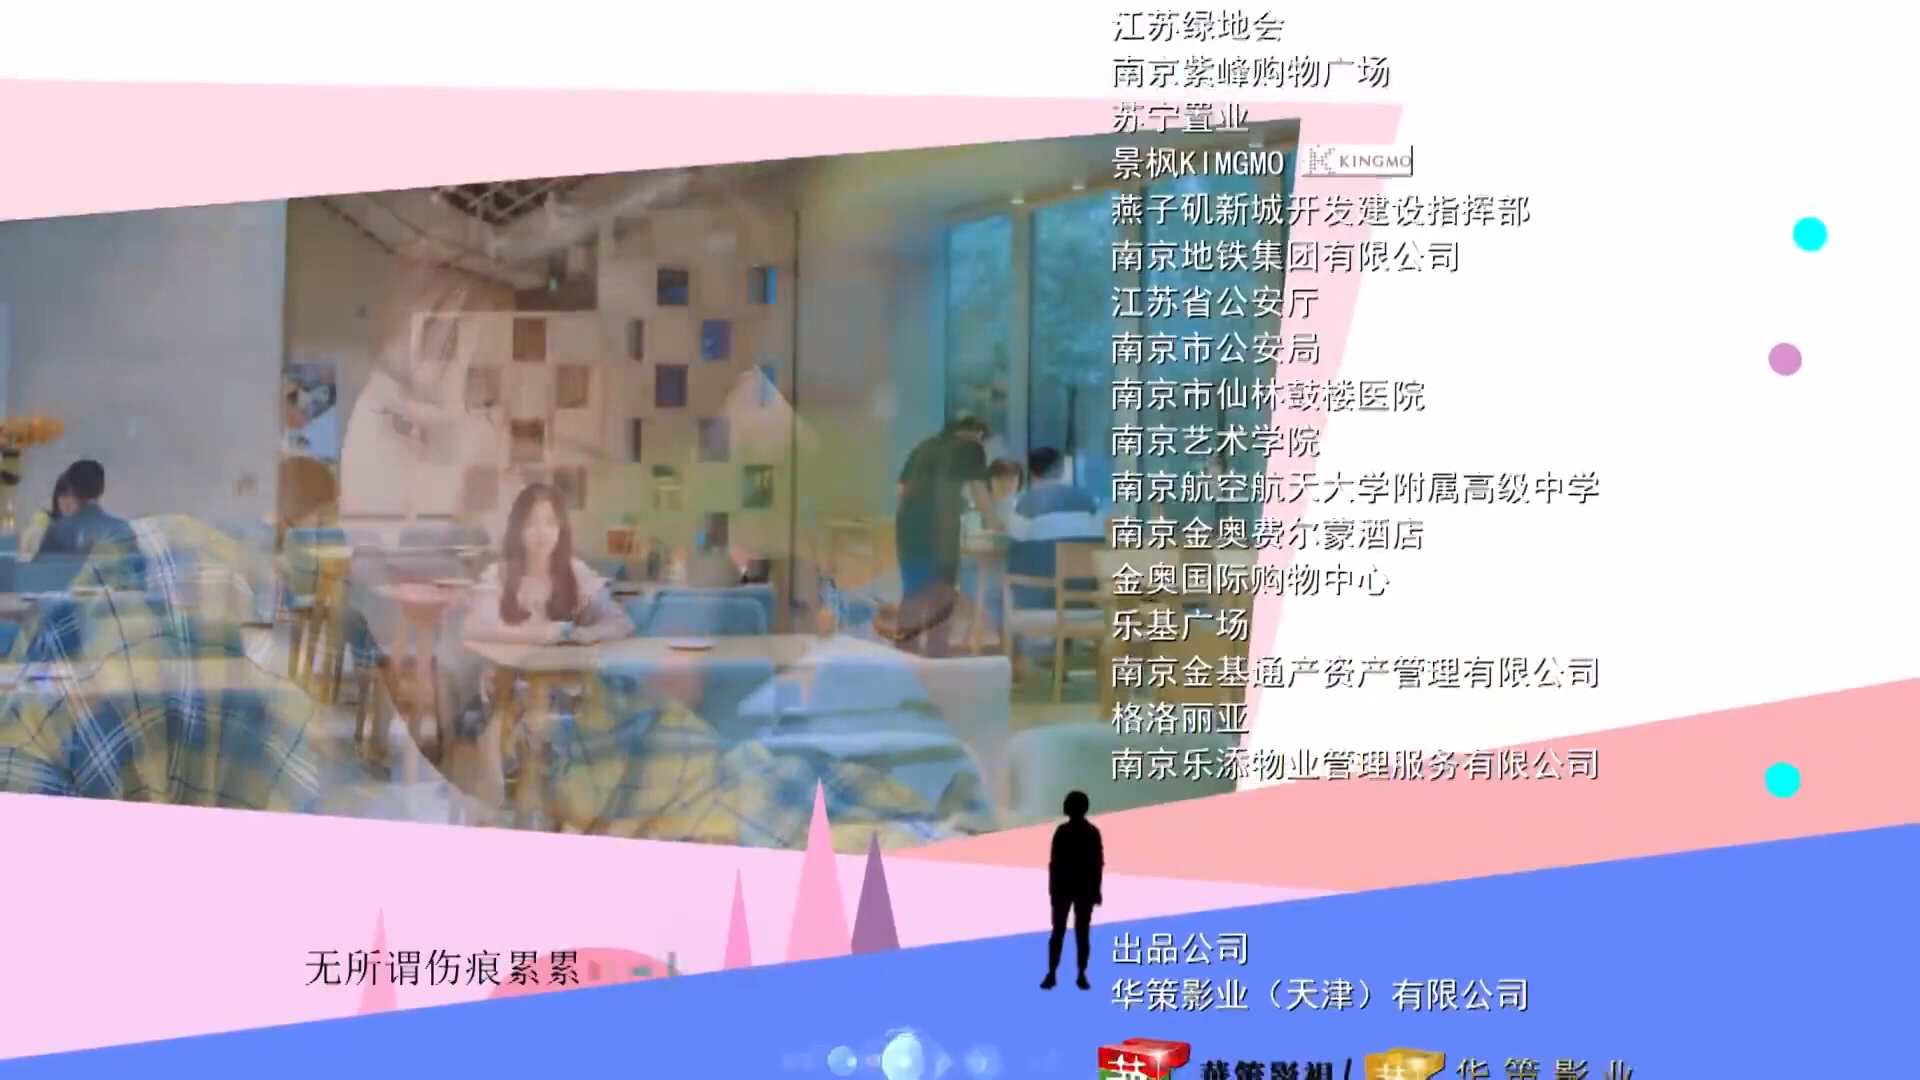 江苏绿地会
南京紫峰购物广场
苏宁置业
景枫KIMGMO KINGMO
燕子矶新城开发建设指挥部
南京地铁集团有限公司
江苏省公安厅
南京市公安局
南京市仙林鼓楼医院
南京艺术学院
南京航空航天大学附属高级中学
南京金奥费尔蒙酒店
金奥国际购物中心
乐基广场
南京金基通产资产管理有限公司
格洛丽亚
南京乐添物业管理服务有限公司
无所谓伤痕累累
出品公司
华策影业（天津）有限公司
華策影視 华策影业